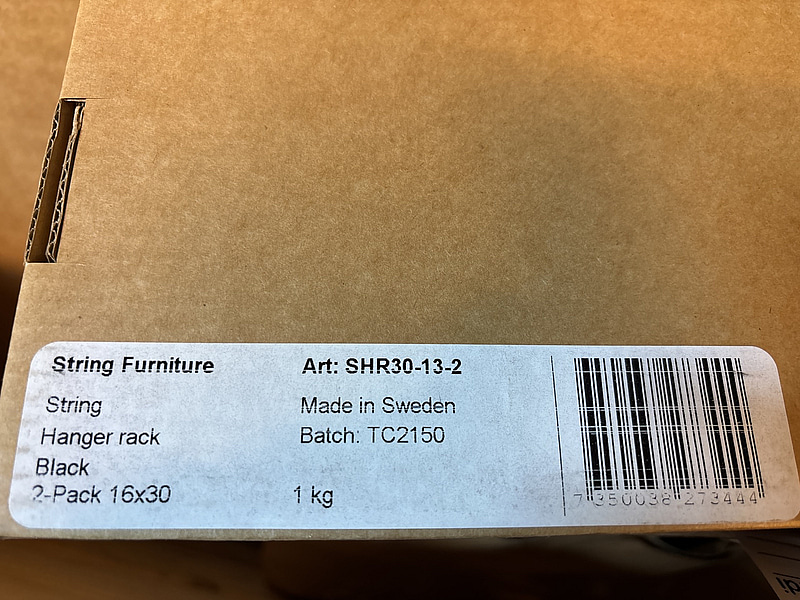 String Furniture
Art: SHR30-13-2
String
Made in Sweden
Hanger rack
Batch: TC2150
Black
2-Pack 16x30
1 kg
7 350038 273444